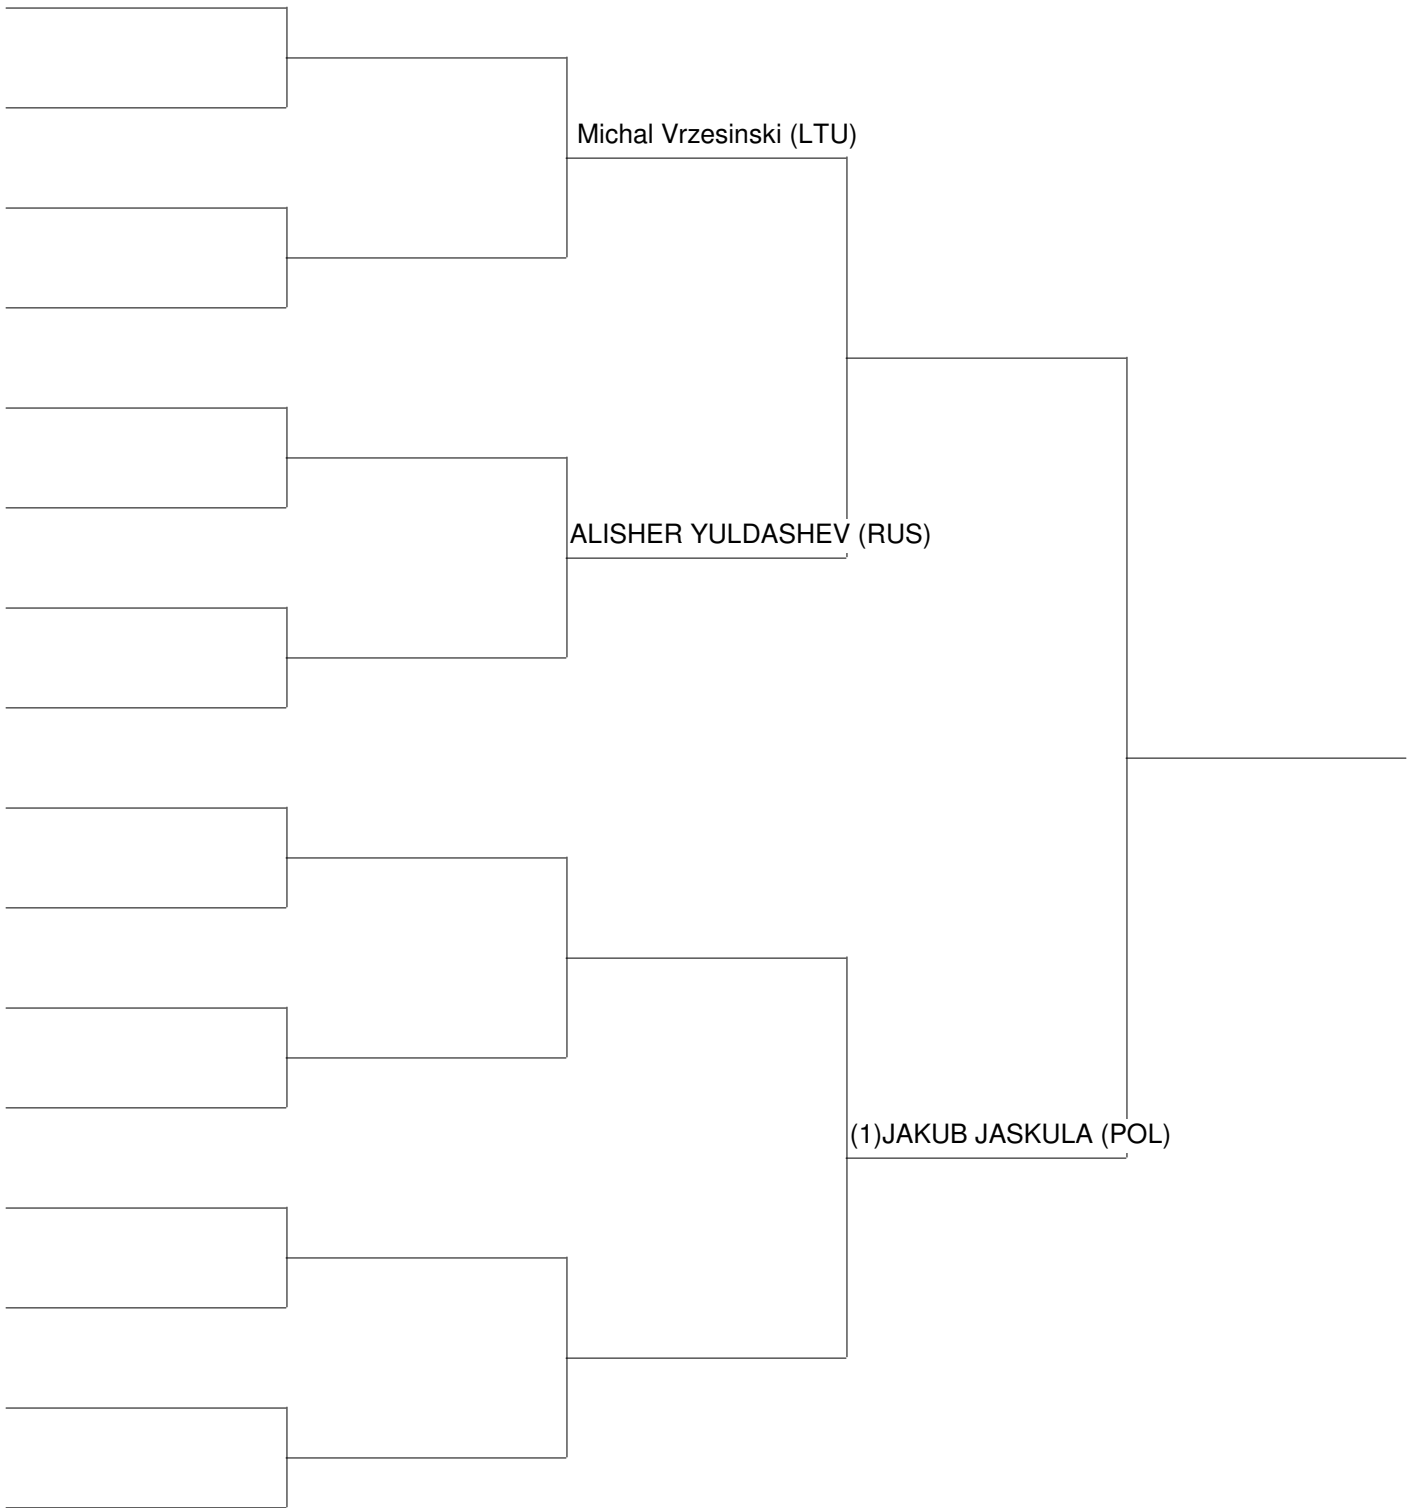 Michal Vrzesinski (LTU)
ALISHER YULDASHEV (RUS)
(1)JAKUB JASKULA (POL)